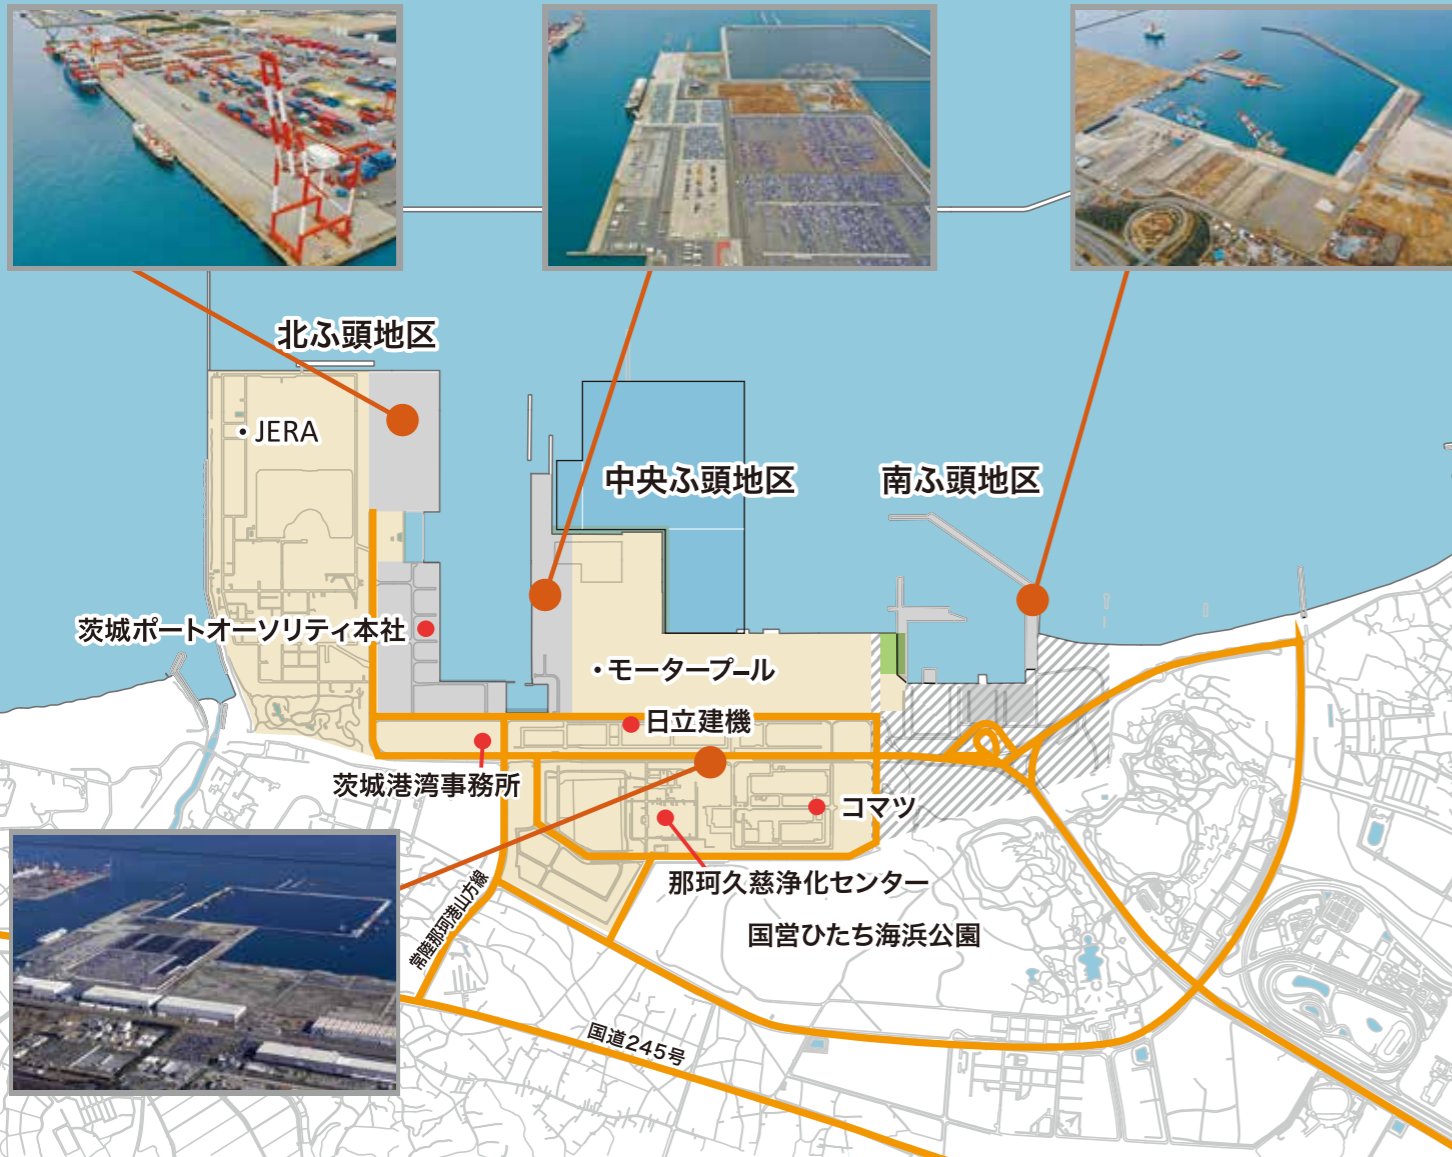 北ふ頭地区
・JERA
中央ふ頭地区
南ふ頭地区
茨城ポートオーソリティ本社
・モータープール
日立建機
茨城港湾事務所
コマツ
那珂久慈浄化センター
国営ひたち海浜公園
常陸那珂港山方線
国道245号